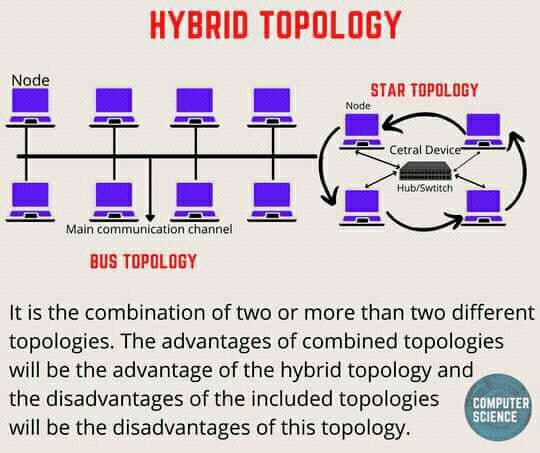 HYBRID TOPOLOGY
Node
STAR TOPOLOGY
Node
Cetral Device
Hub/Swtitch
Main communication channel
BUS TOPOLOGY
It is the combination of two or more than two different
topologies. The advantages of combined topologies
will be the advantage of the hybrid topology and
the disadvantages of the included topologies
will be the disadvantages of this topology.
COMPUTER
SCIENCE